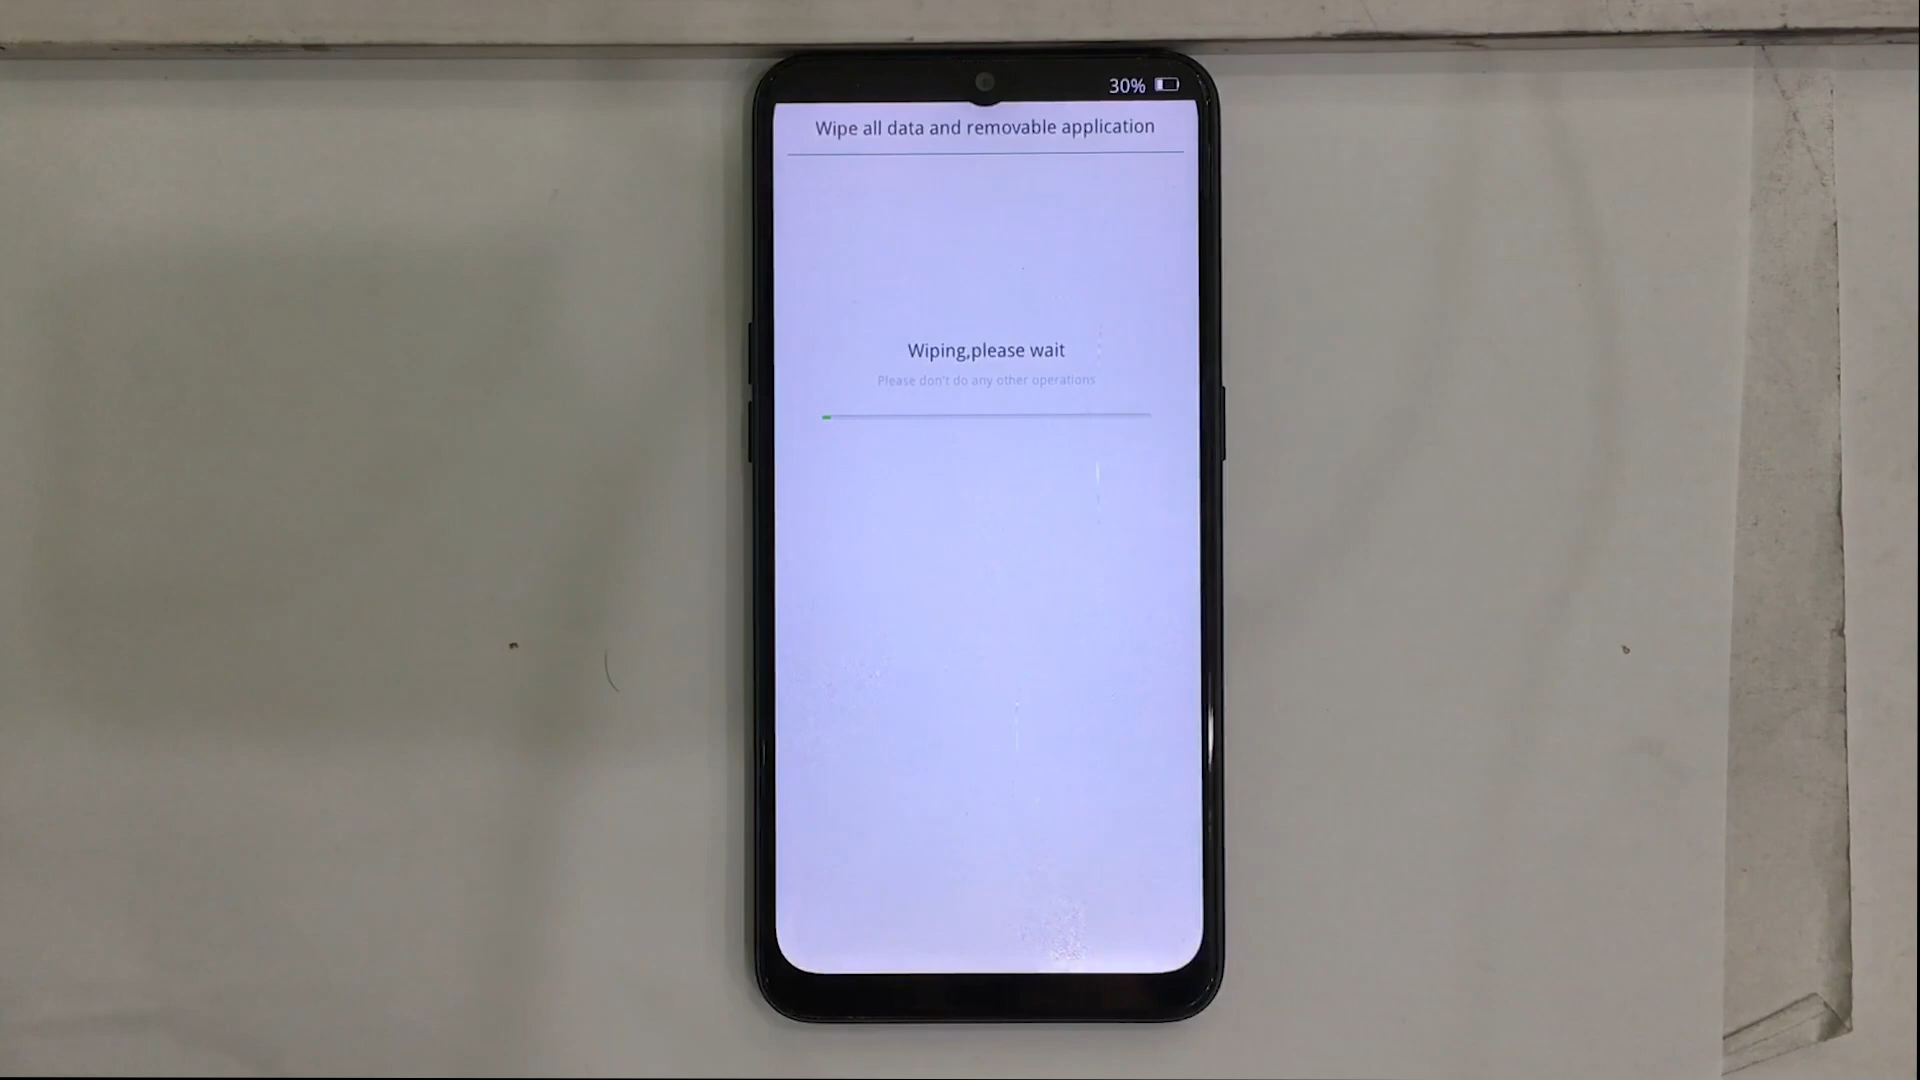 30%
Wipe all data and removable application
Wiping,please wait
Please don't do any other operations